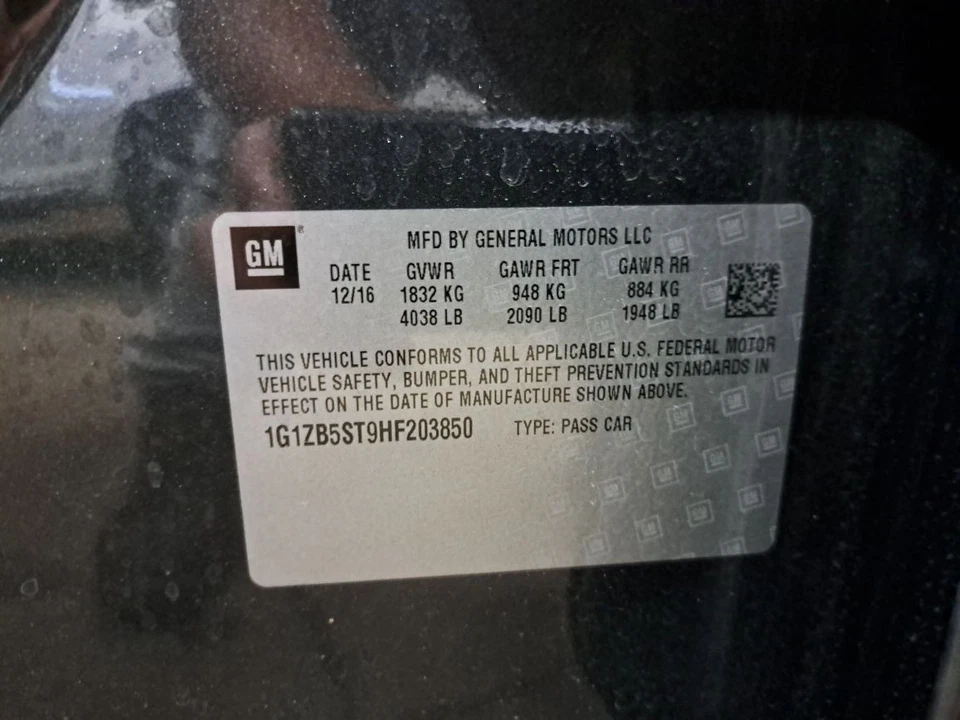 GM®
MFD BY GENERAL MOTORS LLC
DATE GVWR GAWR FRT GAWR RR
12/16 1832 KG 948 KG 884 KG
4038 LB 2090 LB 1948 LB
THIS VEHICLE CONFORMS TO ALL APPLICABLE U.S. FEDERAL MOTOR
VEHICLE SAFETY, BUMPER, AND THEFT PREVENTION STANDARDS IN
EFFECT ON THE DATE OF MANUFACTURE SHOWN ABOVE.
1G1ZB5ST9HF203850 TYPE: PASS CAR